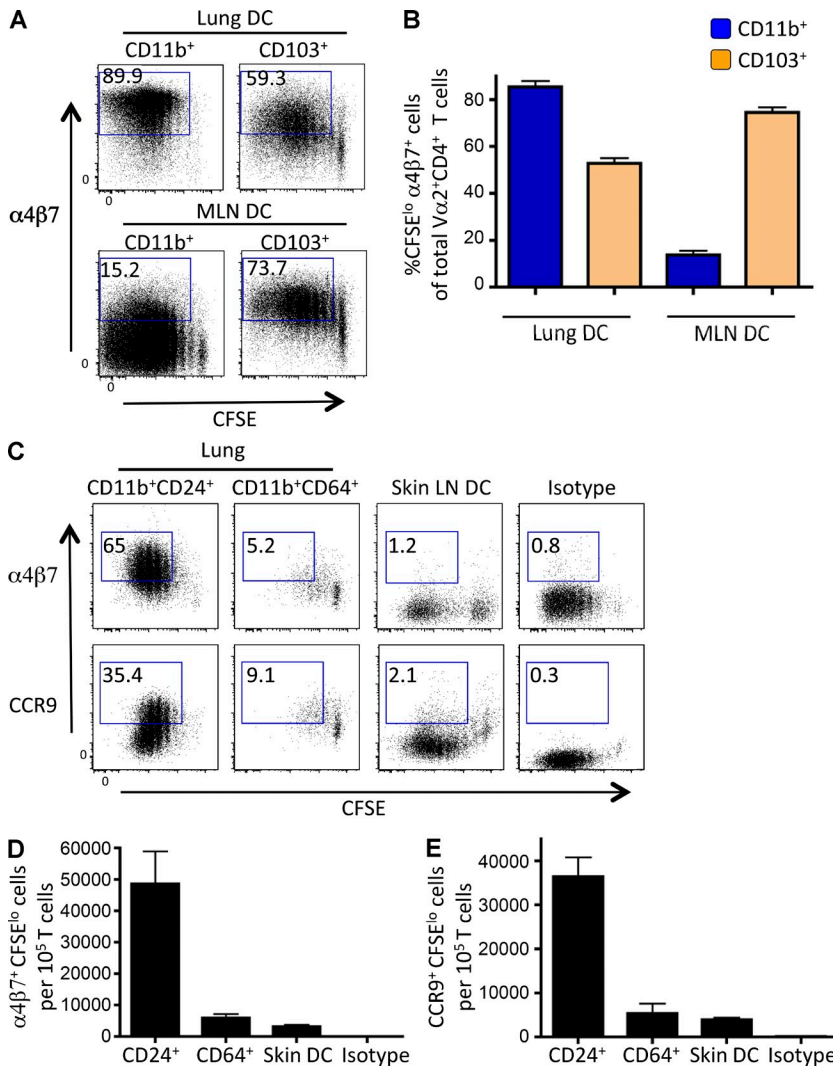 A
Lung DC
CD11b⁺ CD103⁺
89.9 59.3
0
0
α4β7
MLN DC
CD11b⁺ CD103⁺
15.2 73.7
0
0
CFSE
B
CD11b⁺
CD103⁺
%CFSEˡᵒ α4β7⁺ cells
of total Vα2⁺CD4⁺ T cells
80
60
40
20
0
Lung DC MLN DC
C
Lung
CD11b⁺CD24⁺ CD11b⁺CD64⁺ Skin LN DC Isotype
α4β7
65 5.2 1.2 0.8
CCR9
35.4 9.1 2.1 0.3
0
0
CFSE
D
α4β7⁺ CFSEˡᵒ cells
per 10⁵ T cells
60000
50000
40000
30000
20000
10000
0
CD24⁺ CD64⁺ Skin DC Isotype
E
CCR9⁺ CFSEˡᵒ cells
per 10⁵ T cells
40000
30000
20000
10000
0
CD24⁺ CD64⁺ Skin DC Isotype